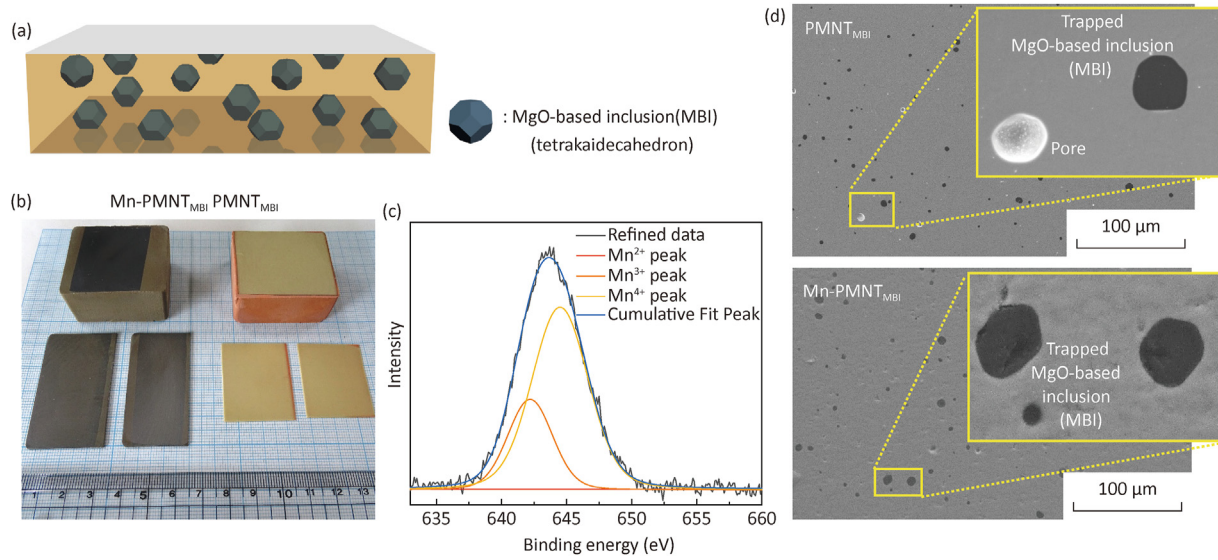 (a)
: MgO-based inclusion(MBI)
(tetrakaidecahedron)
(b)
Mn-PMNT_MBI PMNT_MBI
1 2 3 4 5 6 7 8 9 10 11 12 13
(c)
Refined data
Mn²⁺ peak
Mn³⁺ peak
Mn⁴⁺ peak
Cumulative Fit Peak
Intensity
635 640 645 650 655 660
Binding energy (eV)
(d)
PMNT_MBI
Trapped
MgO-based inclusion
(MBI)
Pore
100 µm
Mn-PMNT_MBI
Trapped
MgO-based
inclusion
(MBI)
100 µm